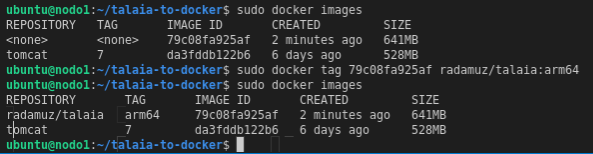 ubuntu@nodo1:~/talaia-to-docker$ sudo docker images
REPOSITORY   TAG      IMAGE ID       CREATED         SIZE
<none>       <none>   79c08fa925af   2 minutes ago   641MB
tomcat       7        da3fddb122b6   6 days ago      528MB
ubuntu@nodo1:~/talaia-to-docker$ sudo docker tag 79c08fa925af radamuz/talaia:arm64
ubuntu@nodo1:~/talaia-to-docker$ sudo docker images
REPOSITORY       TAG     IMAGE ID       CREATED         SIZE
radamuz/talaia   arm64   79c08fa925af   2 minutes ago   641MB
tomcat           7       da3fddb122b6   6 days ago      528MB
ubuntu@nodo1:~/talaia-to-docker$